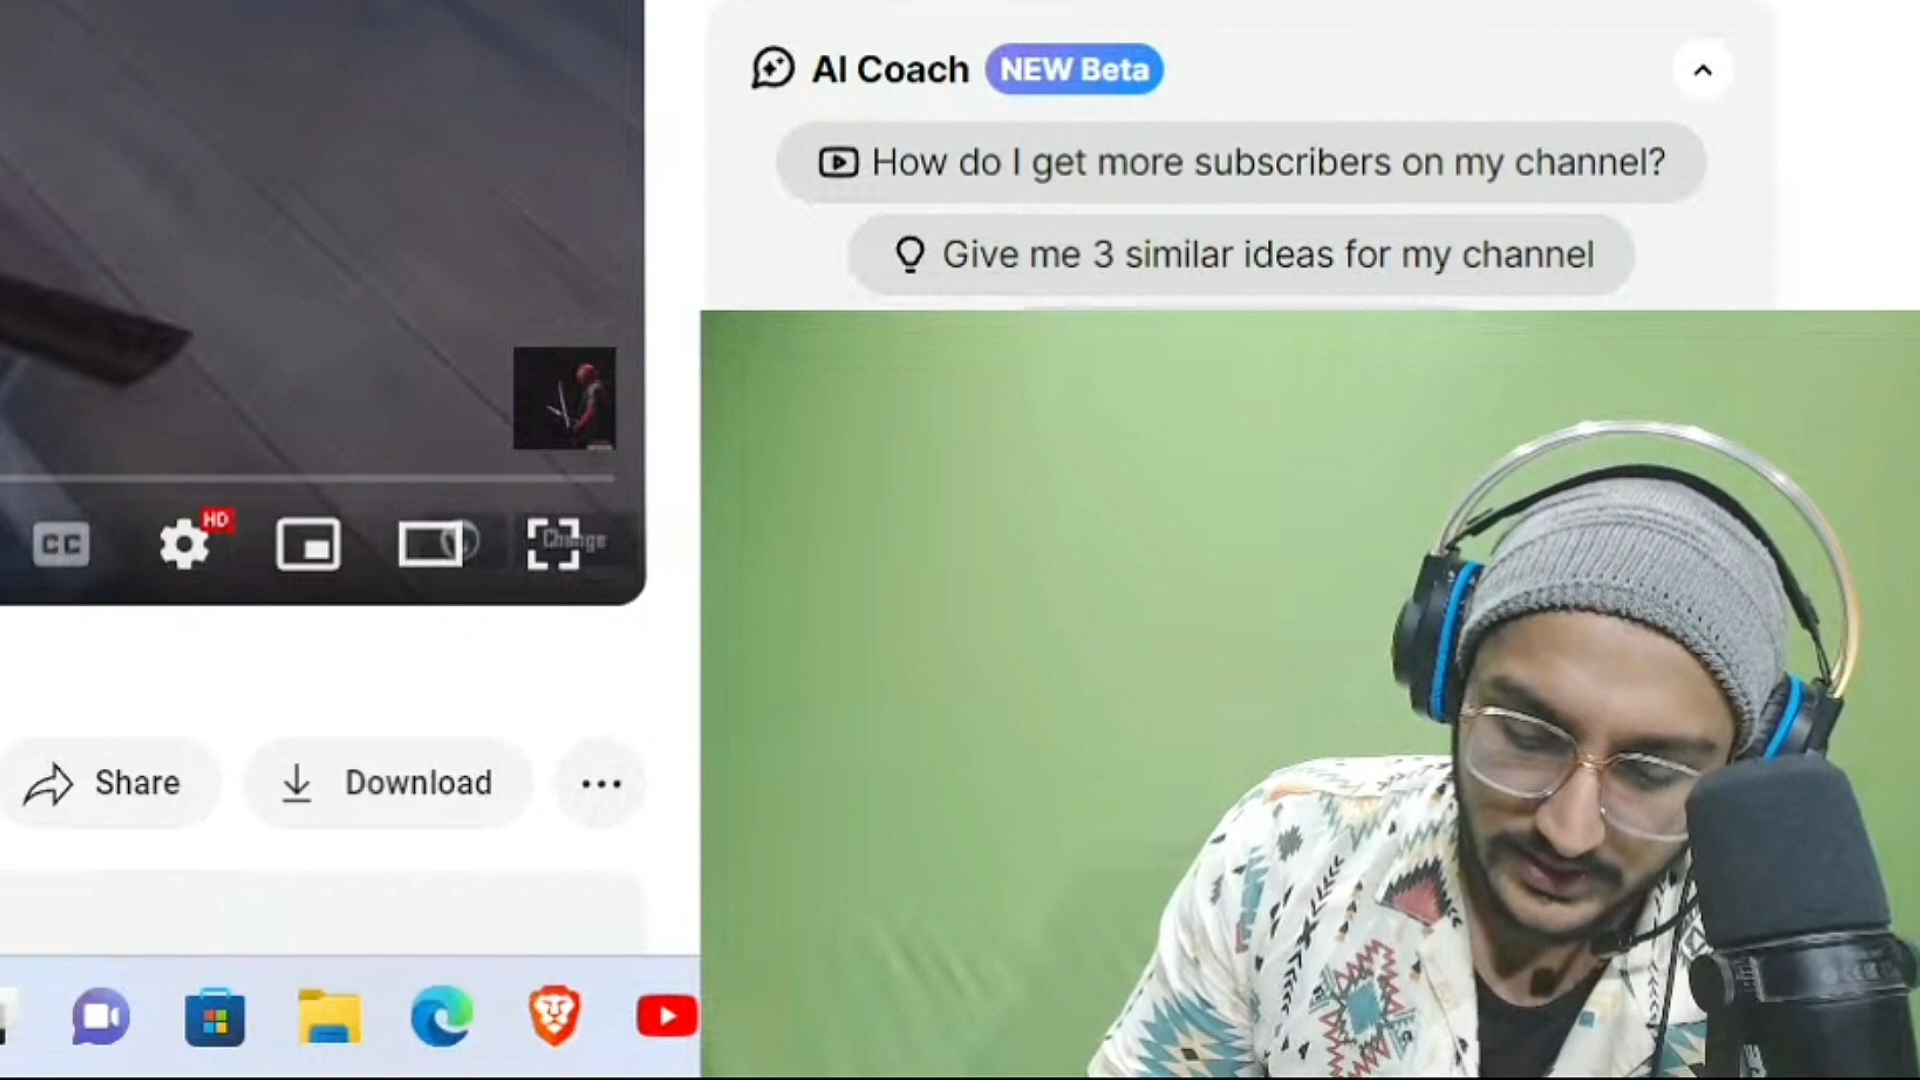 AI Coach NEW Beta
How do I get more subscribers on my channel?
Give me 3 similar ideas for my channel
CC
HD
Change
Share
Download